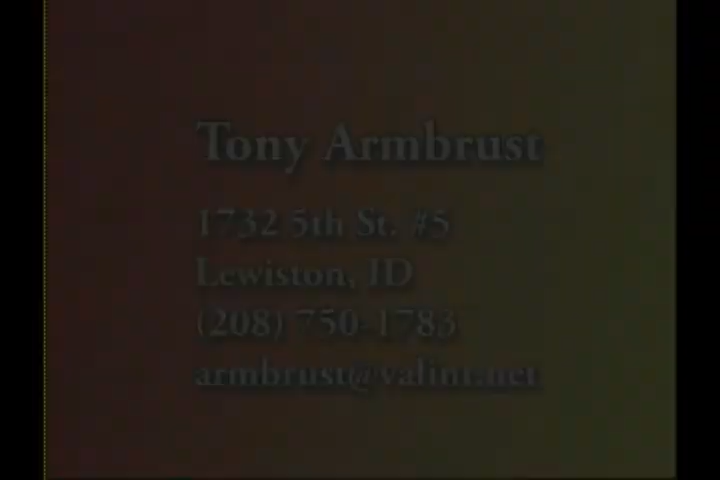 Tony Armbrust
1732 5th St. #5
Lewiston, ID
(208) 750-1783
armbrust@valint.net